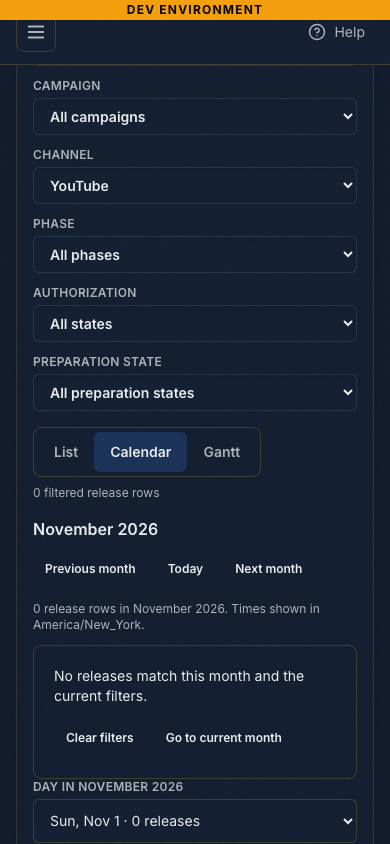 DEV ENVIRONMENT
Help
CAMPAIGN
All campaigns
CHANNEL
YouTube
PHASE
All phases
AUTHORIZATION
All states
PREPARATION STATE
All preparation states
List Calendar Gantt
0 filtered release rows
November 2026
Previous month Today Next month
0 release rows in November 2026. Times shown in
America/New_York.
No releases match this month and the
current filters.
Clear filters Go to current month
DAY IN NOVEMBER 2026
Sun, Nov 1 · 0 releases